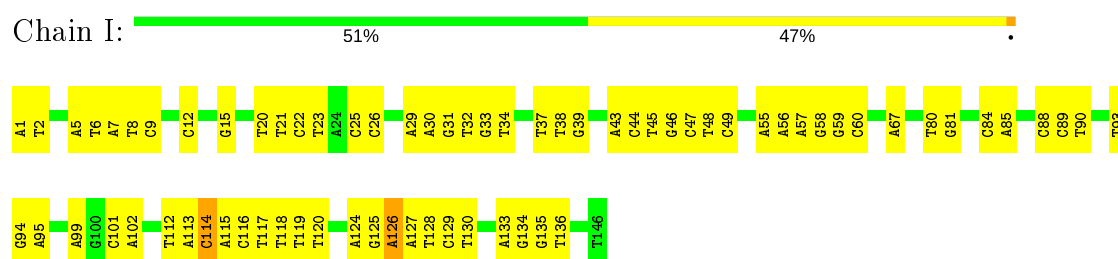 Chain I:
51% 47% •
A1 T2 A5 T6 A7 T8 C9 C12 G15 T20 T21 C22 T23 A24 C25 C26 A29 A30 G31 T32 G33 T34 T37 T38 G39 A43 C44 T45 G46 C47 T48 C49 A55 A56 A57 G58 G59 C60 A67 T80 G81 C84 A85 C88 C89 T90 T93
G94 A95 A99 G100 C101 A102 T112 A113 C114 A115 C116 T117 T118 T119 T120 A124 G125 A126 A127 T128 C129 T130 A133 G134 G135 T136 T146